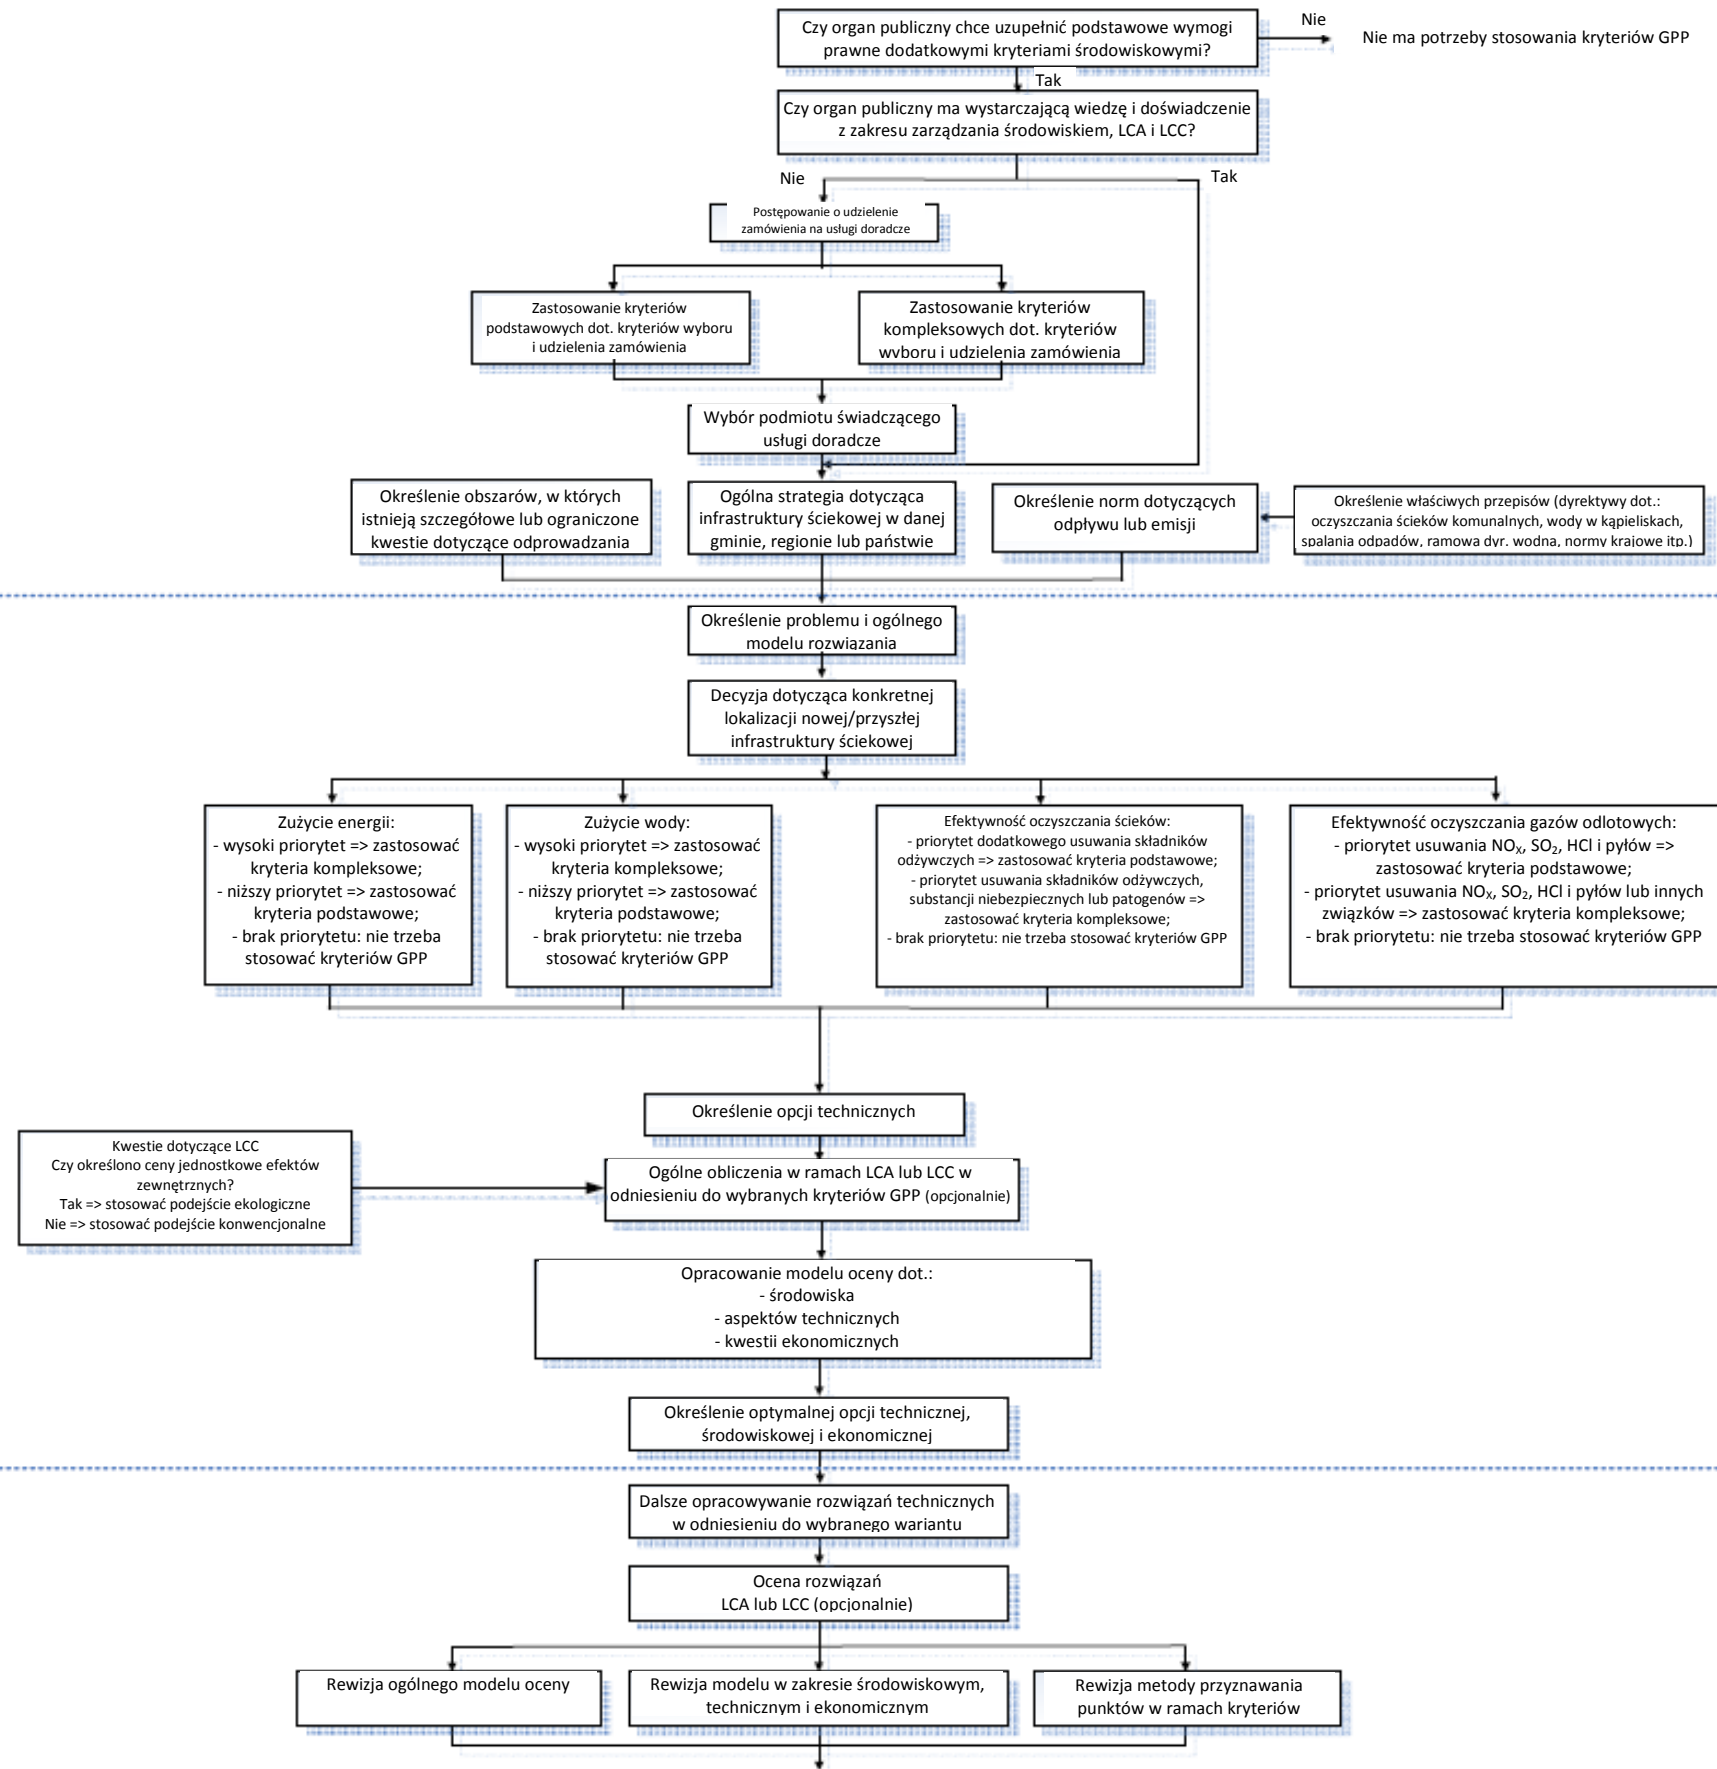 Czy organ publiczny chce uzupełnić podstawowe wymogi
prawne dodatkowymi kryteriami środowiskowymi?
Nie
Nie ma potrzeby stosowania kryteriów GPP
Tak
Czy organ publiczny ma wystarczającą wiedzę i doświadczenie
z zakresu zarządzania środowiskiem, LCA i LCC?
Nie
Tak
Postępowanie o udzielenie
zamówienia na usługi doradcze
Zastosowanie kryteriów
podstawowych dot. kryteriów wyboru
i udzielenia zamówienia
Zastosowanie kryteriów
kompleksowych dot. kryteriów
wyboru i udzielenia zamówienia
Wybór podmiotu świadczącego
usługi doradcze
Określenie obszarów, w których
istnieją szczegółowe lub ograniczone
kwestie dotyczące odprowadzania
Ogólna strategia dotycząca
infrastruktury ściekowej w danej
gminie, regionie lub państwie
Określenie norm dotyczących
odpływu lub emisji
Określenie właściwych przepisów (dyrektywy dot.:
oczyszczania ścieków komunalnych, wody w kąpieliskach,
spalania odpadów, ramowa dyr. wodna, normy krajowe itp.)
Określenie problemu i ogólnego
modelu rozwiązania
Decyzja dotycząca konkretnej
lokalizacji nowej/przyszłej
infrastruktury ściekowej
Zużycie energii:
- wysoki priorytet => zastosować
kryteria kompleksowe;
- niższy priorytet => zastosować
kryteria podstawowe;
- brak priorytetu: nie trzeba
stosować kryteriów GPP
Zużycie wody:
- wysoki priorytet => zastosować
kryteria kompleksowe;
- niższy priorytet => zastosować
kryteria podstawowe;
- brak priorytetu: nie trzeba
stosować kryteriów GPP
Efektywność oczyszczania ścieków:
- priorytet dodatkowego usuwania składników
odżywczych => zastosować kryteria podstawowe;
- priorytet usuwania składników odżywczych,
substancji niebezpiecznych lub patogenów =>
zastosować kryteria kompleksowe;
- brak priorytetu: nie trzeba stosować kryteriów GPP
Efektywność oczyszczania gazów odlotowych:
- priorytet usuwania NOₓ, SO₂, HCl i pyłów =>
zastosować kryteria podstawowe;
- priorytet usuwania NOₓ, SO₂, HCl i pyłów lub innych
związków => zastosować kryteria kompleksowe;
- brak priorytetu: nie trzeba stosować kryteriów GPP
Określenie opcji technicznych
Kwestie dotyczące LCC
Czy określono ceny jednostkowe efektów
zewnętrznych?
Tak => stosować podejście ekologiczne
Nie => stosować podejście konwencjonalne
Ogólne obliczenia w ramach LCA lub LCC w
odniesieniu do wybranych kryteriów GPP (opcjonalnie)
Opracowanie modelu oceny dot.:
- środowiska
- aspektów technicznych
- kwestii ekonomicznych
Określenie optymalnej opcji technicznej,
środowiskowej i ekonomicznej
Dalsze opracowywanie rozwiązań technicznych
w odniesieniu do wybranego wariantu
Ocena rozwiązań
LCA lub LCC (opcjonalnie)
Rewizja ogólnego modelu oceny
Rewizja modelu w zakresie środowiskowym,
technicznym i ekonomicznym
Rewizja metody przyznawania
punktów w ramach kryteriów